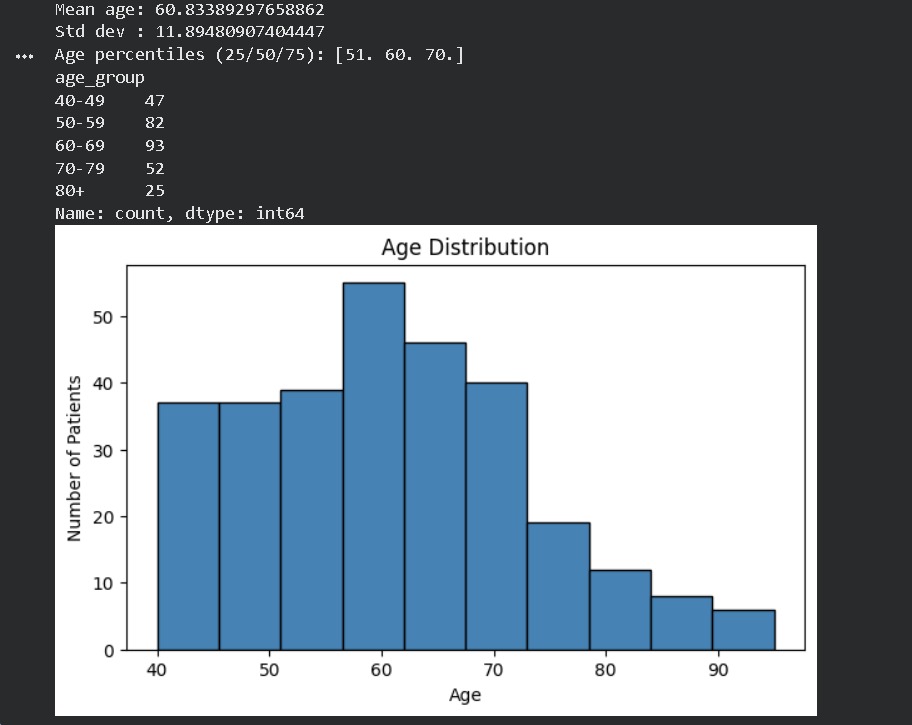 Mean age: 60.83389297658862
Std dev : 11.89480907404447
Age percentiles (25/50/75): [51. 60. 70.]
age_group
40-49 47
50-59 82
60-69 93
70-79 52
80+ 25
Name: count, dtype: int64
Age Distribution
Number of Patients
50
40
30
20
10
0
40 50 60 70 80 90
Age